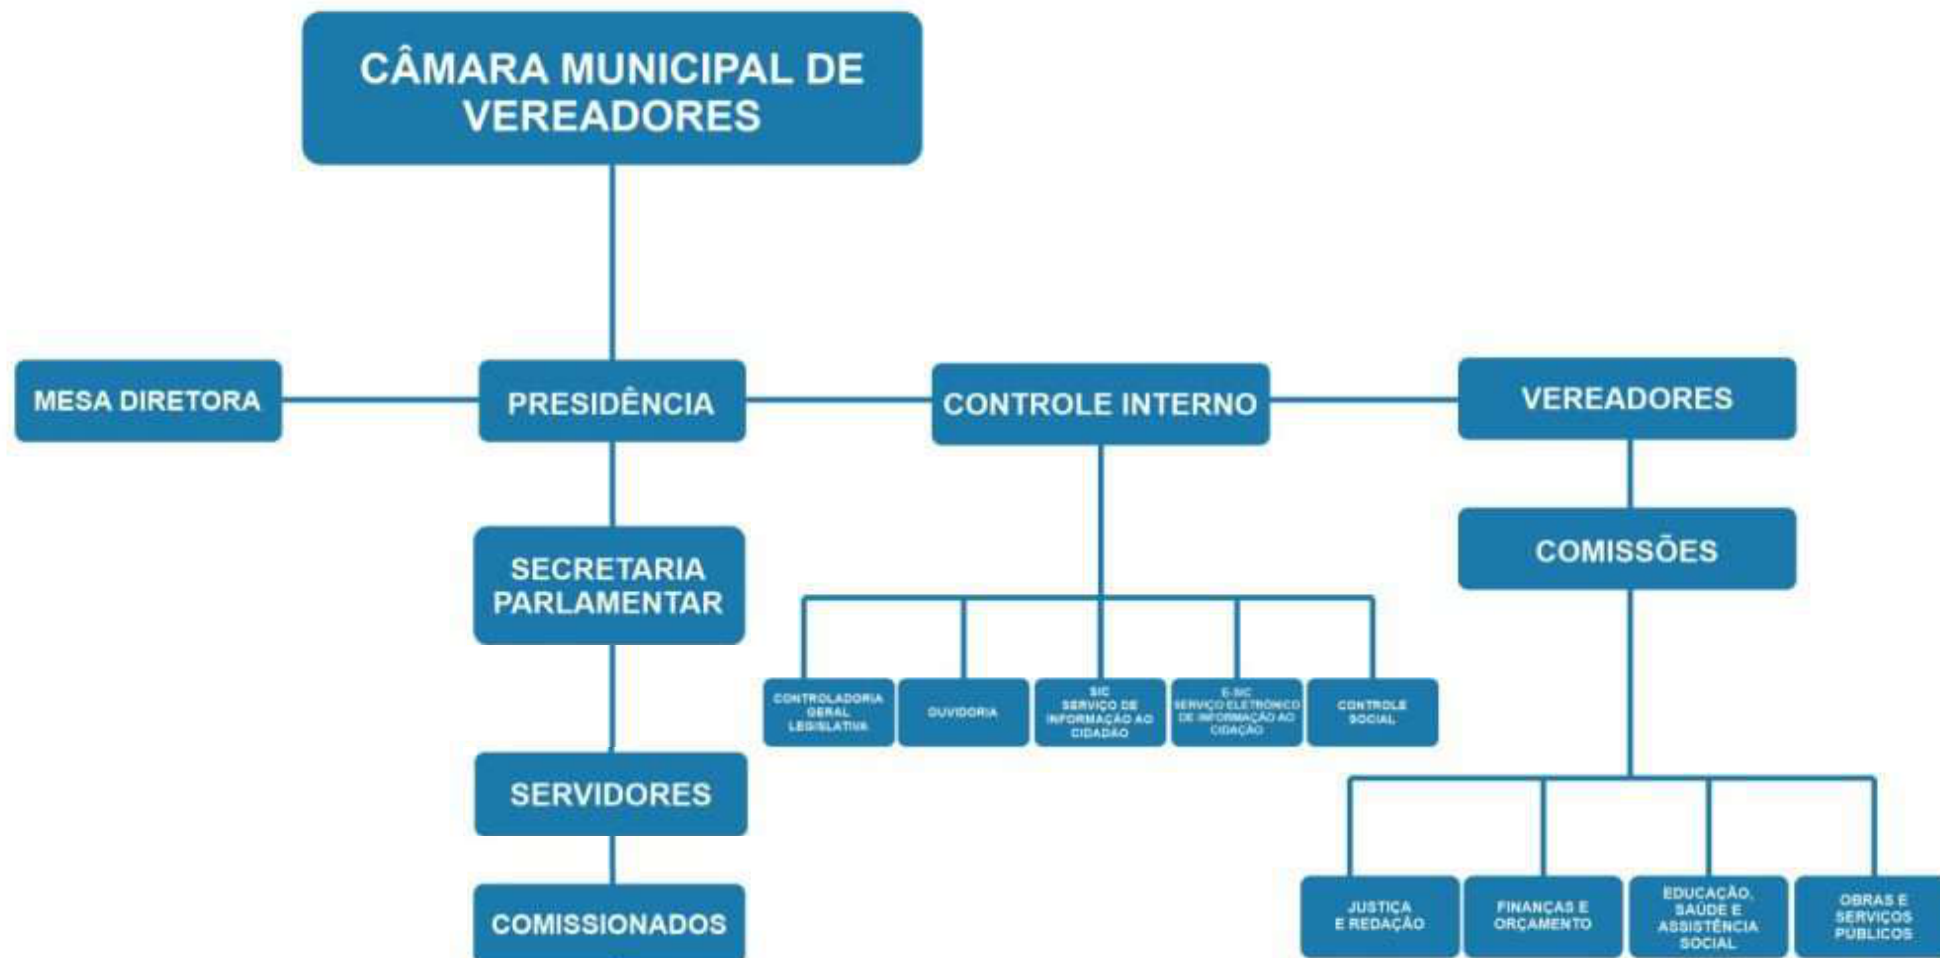 CÂMARA MUNICIPAL DE
VEREADORES
MESA DIRETORA
PRESIDÊNCIA
CONTROLE INTERNO
VEREADORES
SECRETARIA
PARLAMENTAR
COMISSÕES
CONTROLADORIA
GERAL
LEGISLATIVA
OUVIDORIA
SIC
SERVIÇO DE
INFORMAÇÃO AO
CIDADÃO
E-SIC
SERVIÇO ELETRÔNICO
DE INFORMAÇÃO AO
CIDAÇÃO
CONTROLE
SOCIAL
SERVIDORES
COMISSIONADOS
JUSTIÇA
E REDAÇÃO
FINANÇAS E
ORÇAMENTO
EDUCAÇÃO,
SAÚDE E
ASSISTÊNCIA
SOCIAL
OBRAS E
SERVIÇOS
PÚBLICOS